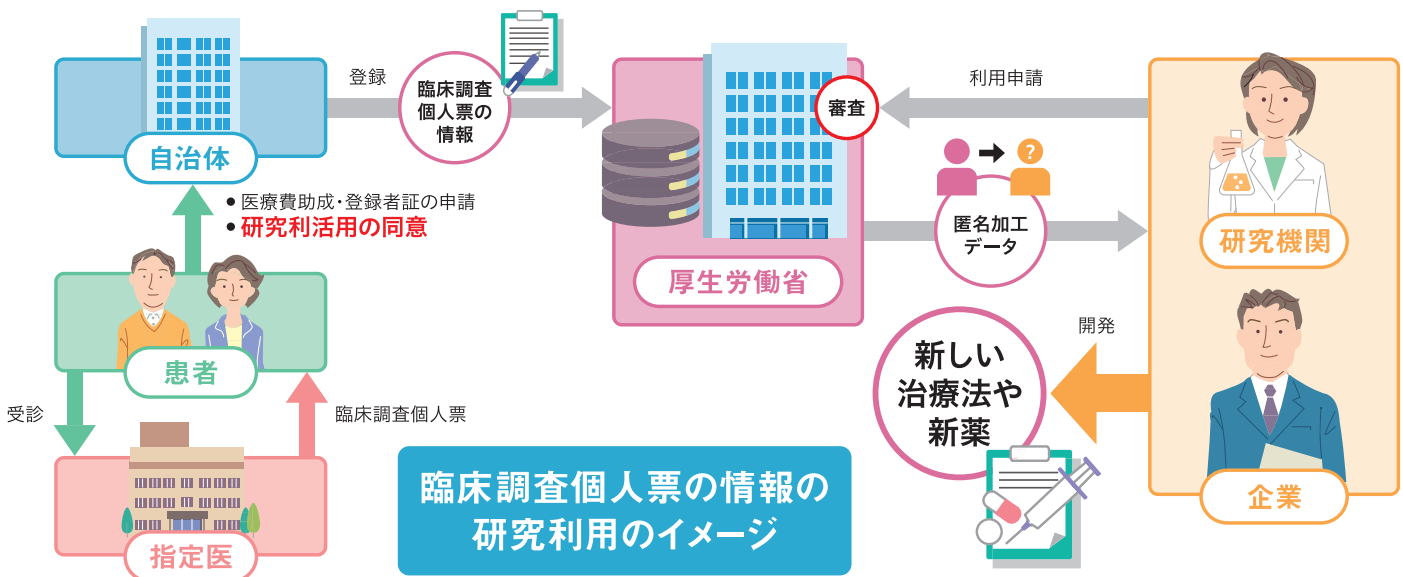 登録
臨床調査
個人票の
情報
審査
利用申請
自治体
● 医療費助成・登録者証の申請
● 研究利活用の同意
?
匿名加工
データ
研究機関
厚生労働省
患者
受診
臨床調査個人票
指定医
開発
新しい
治療法や
新薬
企業
臨床調査個人票の情報の
研究利用のイメージ